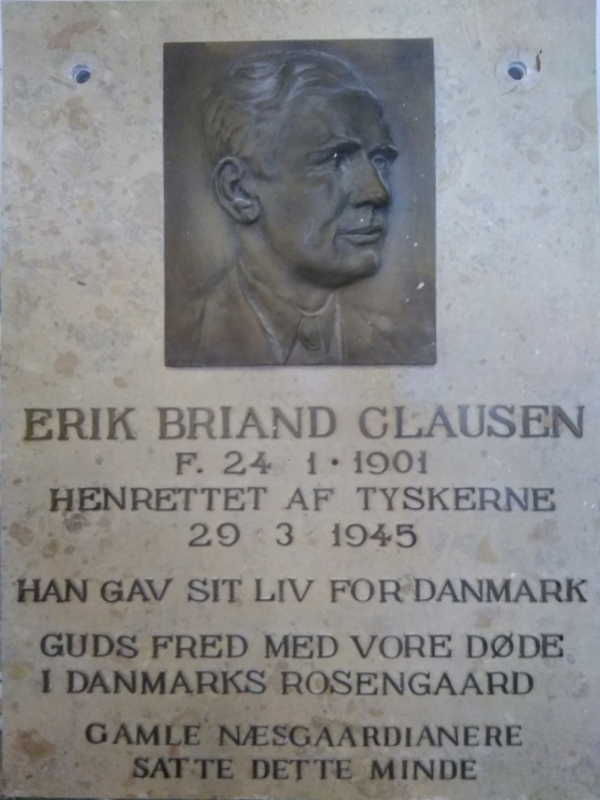 ERIK BRIAND CLAUSEN
F. 24 1 · 1901
HENRETTET AF TYSKERNE
29 3 1945
HAN GAV SIT LIV FOR DANMARK
GUDS FRED MED VORE DØDE
I DANMARKS ROSENGAARD
GAMLE NÆSGAARDIANERE
SATTE DETTE MINDE